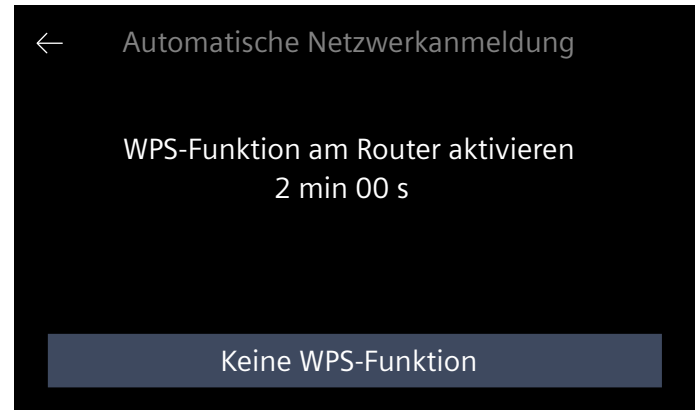 Automatische Netzwerkanmeldung
WPS-Funktion am Router aktivieren
2 min 00 s
Keine WPS-Funktion